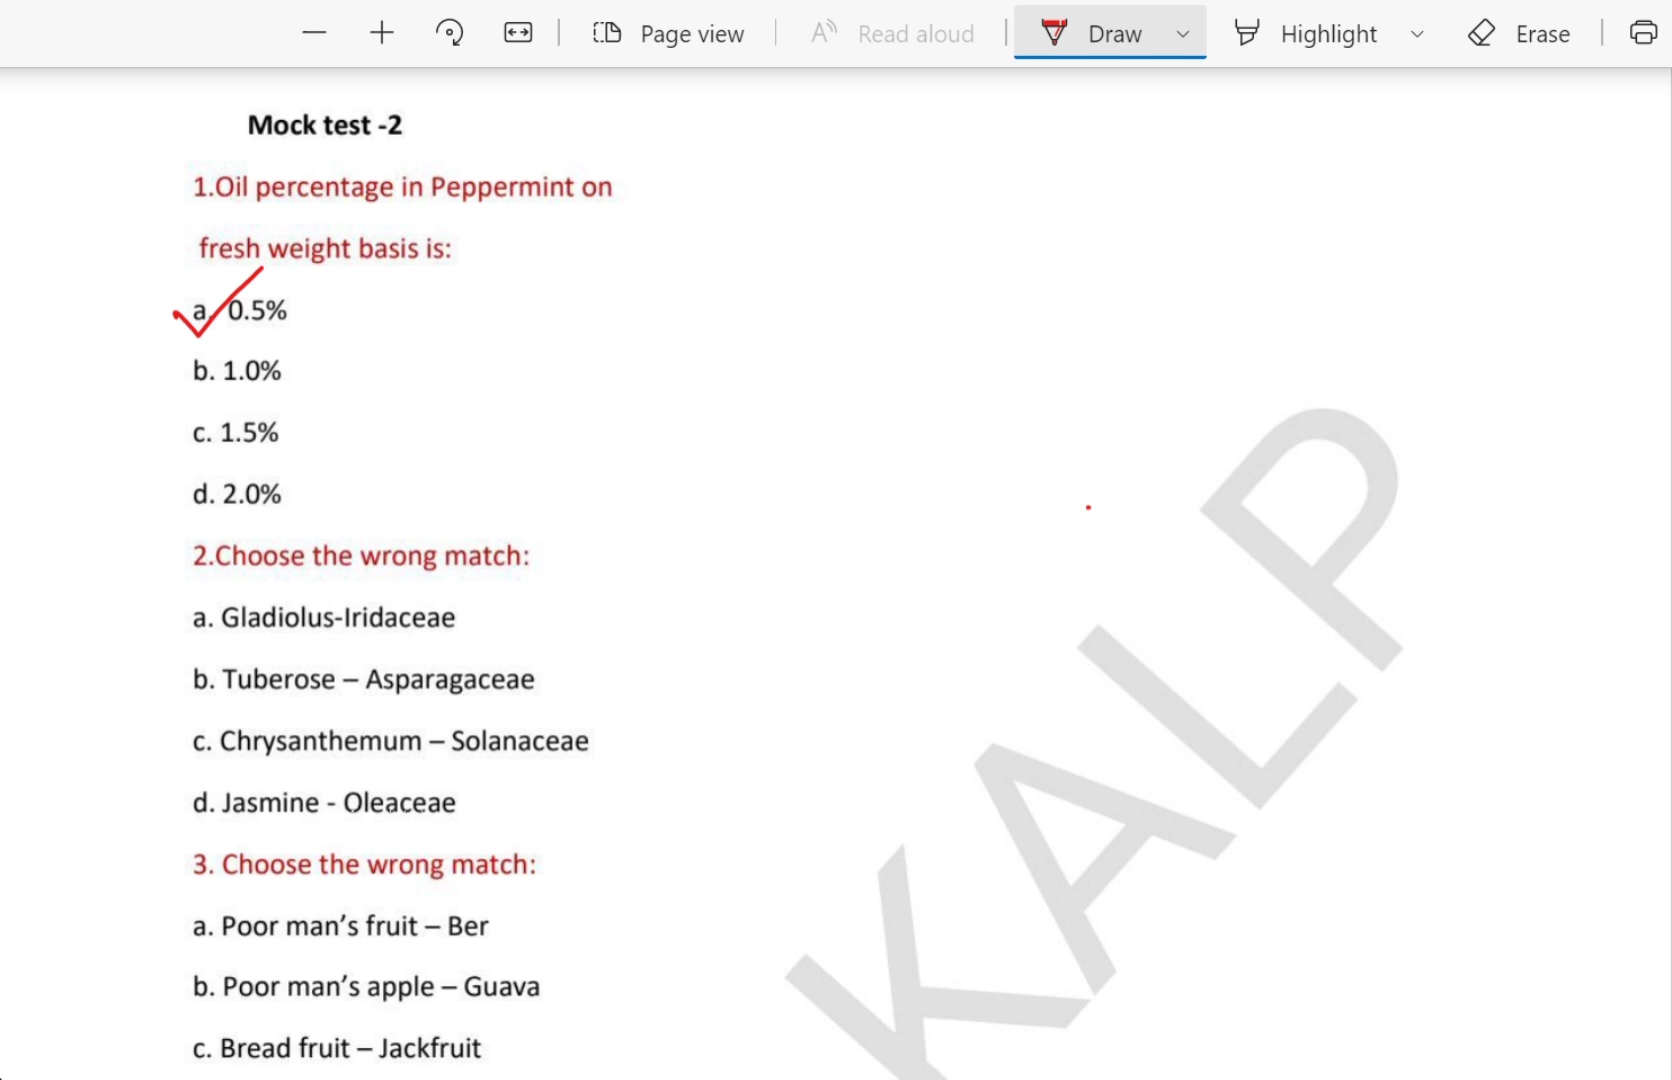 Page view
Read aloud
Draw
Highlight
Erase
Mock test -2
1.Oil percentage in Peppermint on
fresh weight basis is:
a. 0.5%
b. 1.0%
c. 1.5%
d. 2.0%
2.Choose the wrong match:
a. Gladiolus-Iridaceae
b. Tuberose – Asparagaceae
c. Chrysanthemum – Solanaceae
d. Jasmine - Oleaceae
3. Choose the wrong match:
a. Poor man’s fruit – Ber
b. Poor man’s apple – Guava
c. Bread fruit – Jackfruit
KALP